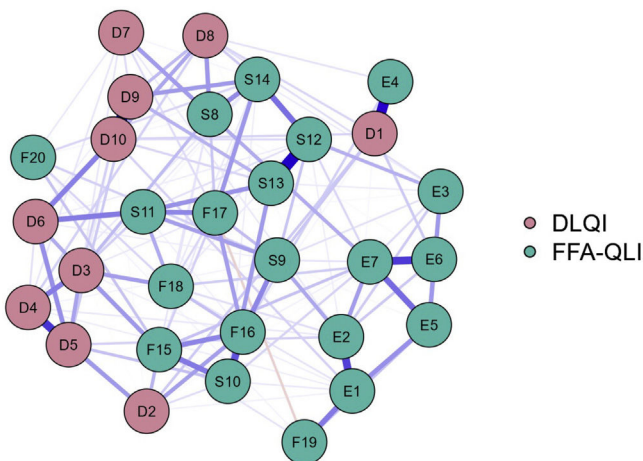 D7
D8
E4
D9
S14
S8
D10
S12
D1
F20
S13
E3
S11
F17
D6
D3
S9
E7
E6
F18
D4
D5
F15
F16
E2
E5
S10
E1
D2
F19
DLQI
FFA-QLI